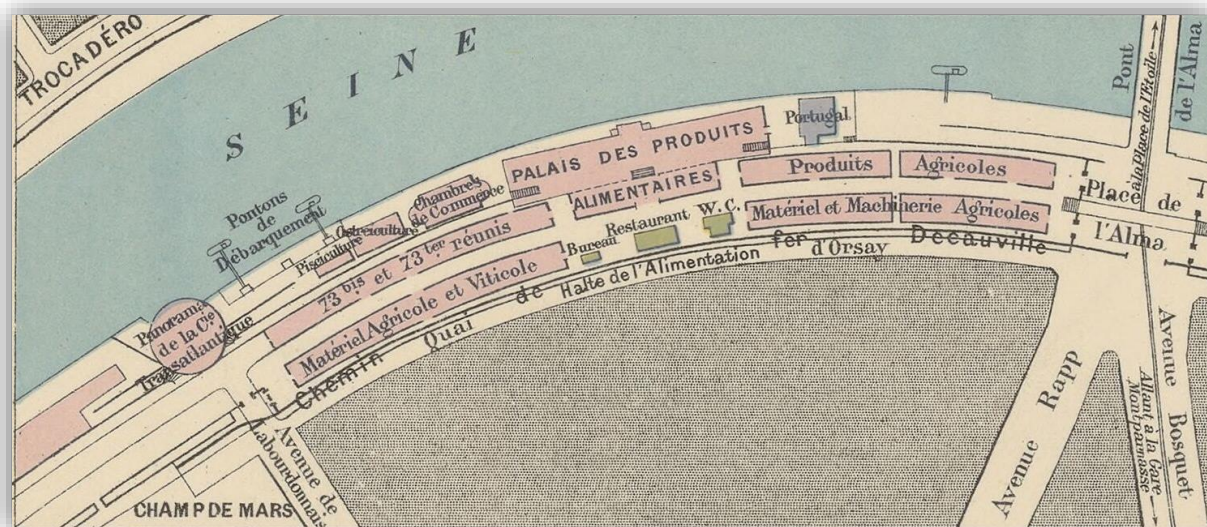 TROCADÉRO
SEINE
Pont
de l'Alma
à la Place de l'Etoile
Portugal
PALAIS DES PRODUITS
ALIMENTAIRES
Produits
Agricoles
Chambres
de Commerce
Ostréiculture
Pisciculture
Pontons
de
Débarquement
73 bis et 73 ter réunis
Matériel Agricole et Viticole
Bureau
Restaurant
W.C.
Matériel et Machinerie Agricoles
Place de
l'Alma
Panorama
de la Cie
Transatlantique
Chemin de fer Decauville
Quai d'Orsay
Halte de l'Alimentation
Avenue de
Labourdonnais
CHAMP DE MARS
Avenue Rapp
Avenue Bosquet
Allant à la Gare
Montparnasse